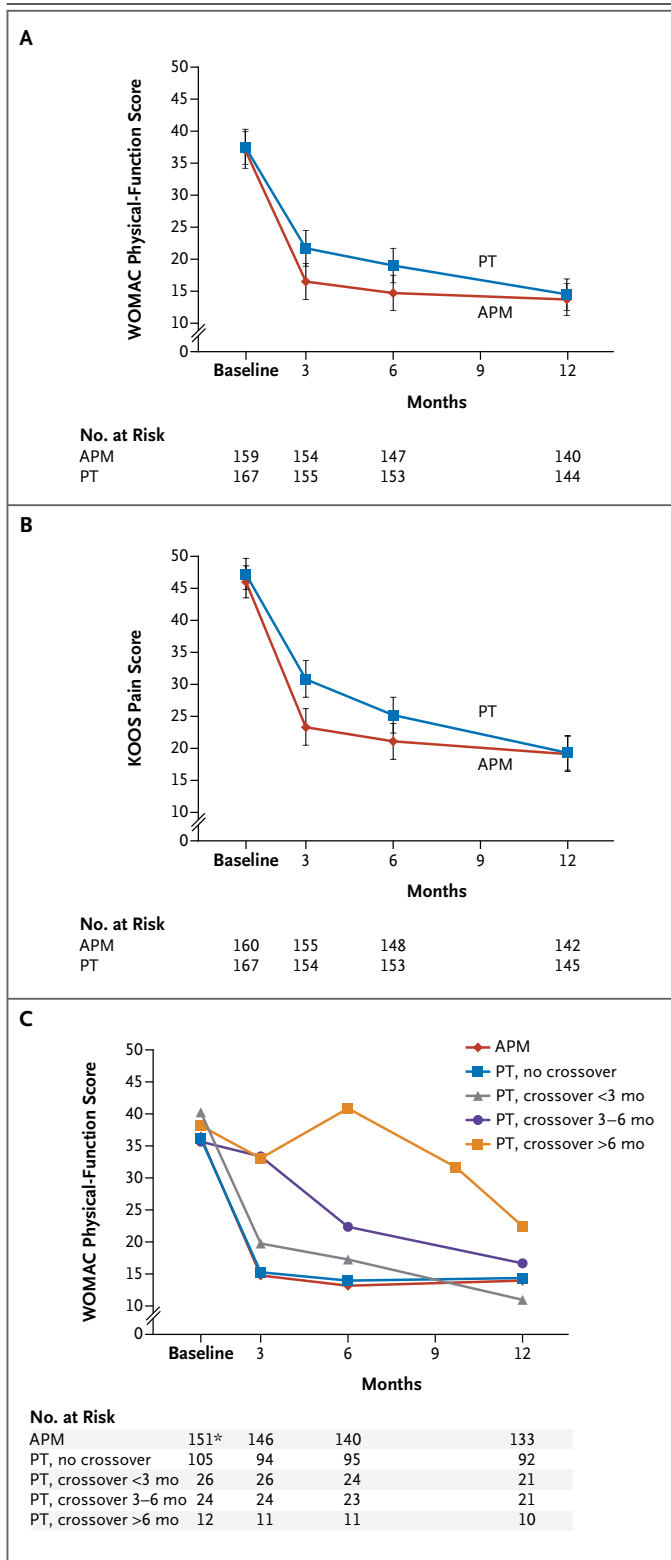 A
WOMAC Physical-Function Score
50
45
40
35
30
25
20
15
10
0
PT
APM
Baseline 3 6 9 12
Months
No. at Risk
APM 159 154 147 140
PT 167 155 153 144
B
KOOS Pain Score
50
45
40
35
30
25
20
15
10
0
PT
APM
Baseline 3 6 9 12
Months
No. at Risk
APM 160 155 148 142
PT 167 154 153 145
C
WOMAC Physical-Function Score
50
45
40
35
30
25
20
15
10
0
APM
PT, no crossover
PT, crossover <3 mo
PT, crossover 3–6 mo
PT, crossover >6 mo
Baseline 3 6 9 12
Months
No. at Risk
APM 151* 146 140 133
PT, no crossover 105 94 95 92
PT, crossover <3 mo 26 26 24 21
PT, crossover 3–6 mo 24 24 23 21
PT, crossover >6 mo 12 11 11 10